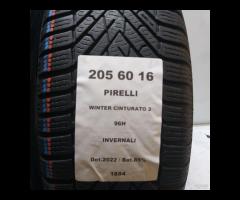 205 60 16
PIRELLI
WINTER CINTURATO 2
96H
INVERNALI
Dot.2022 / Bat.85%
1884